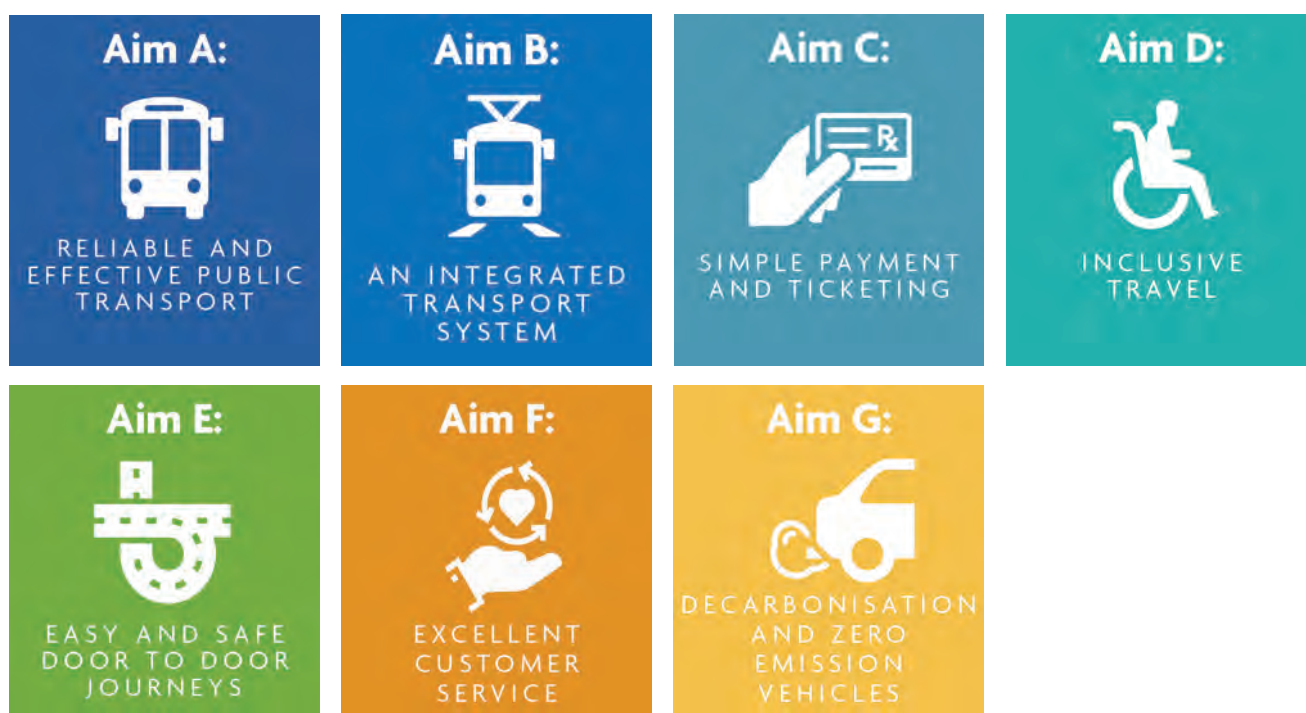 Aim A:
RELIABLE AND
EFFECTIVE PUBLIC
TRANSPORT
Aim B:
AN INTEGRATED
TRANSPORT
SYSTEM
Aim C:
Rx
SIMPLE PAYMENT
AND TICKETING
Aim D:
INCLUSIVE
TRAVEL
Aim E:
EASY AND SAFE
DOOR TO DOOR
JOURNEYS
Aim F:
EXCELLENT
CUSTOMER
SERVICE
Aim G:
DECARBONISATION
AND ZERO
EMISSION
VEHICLES